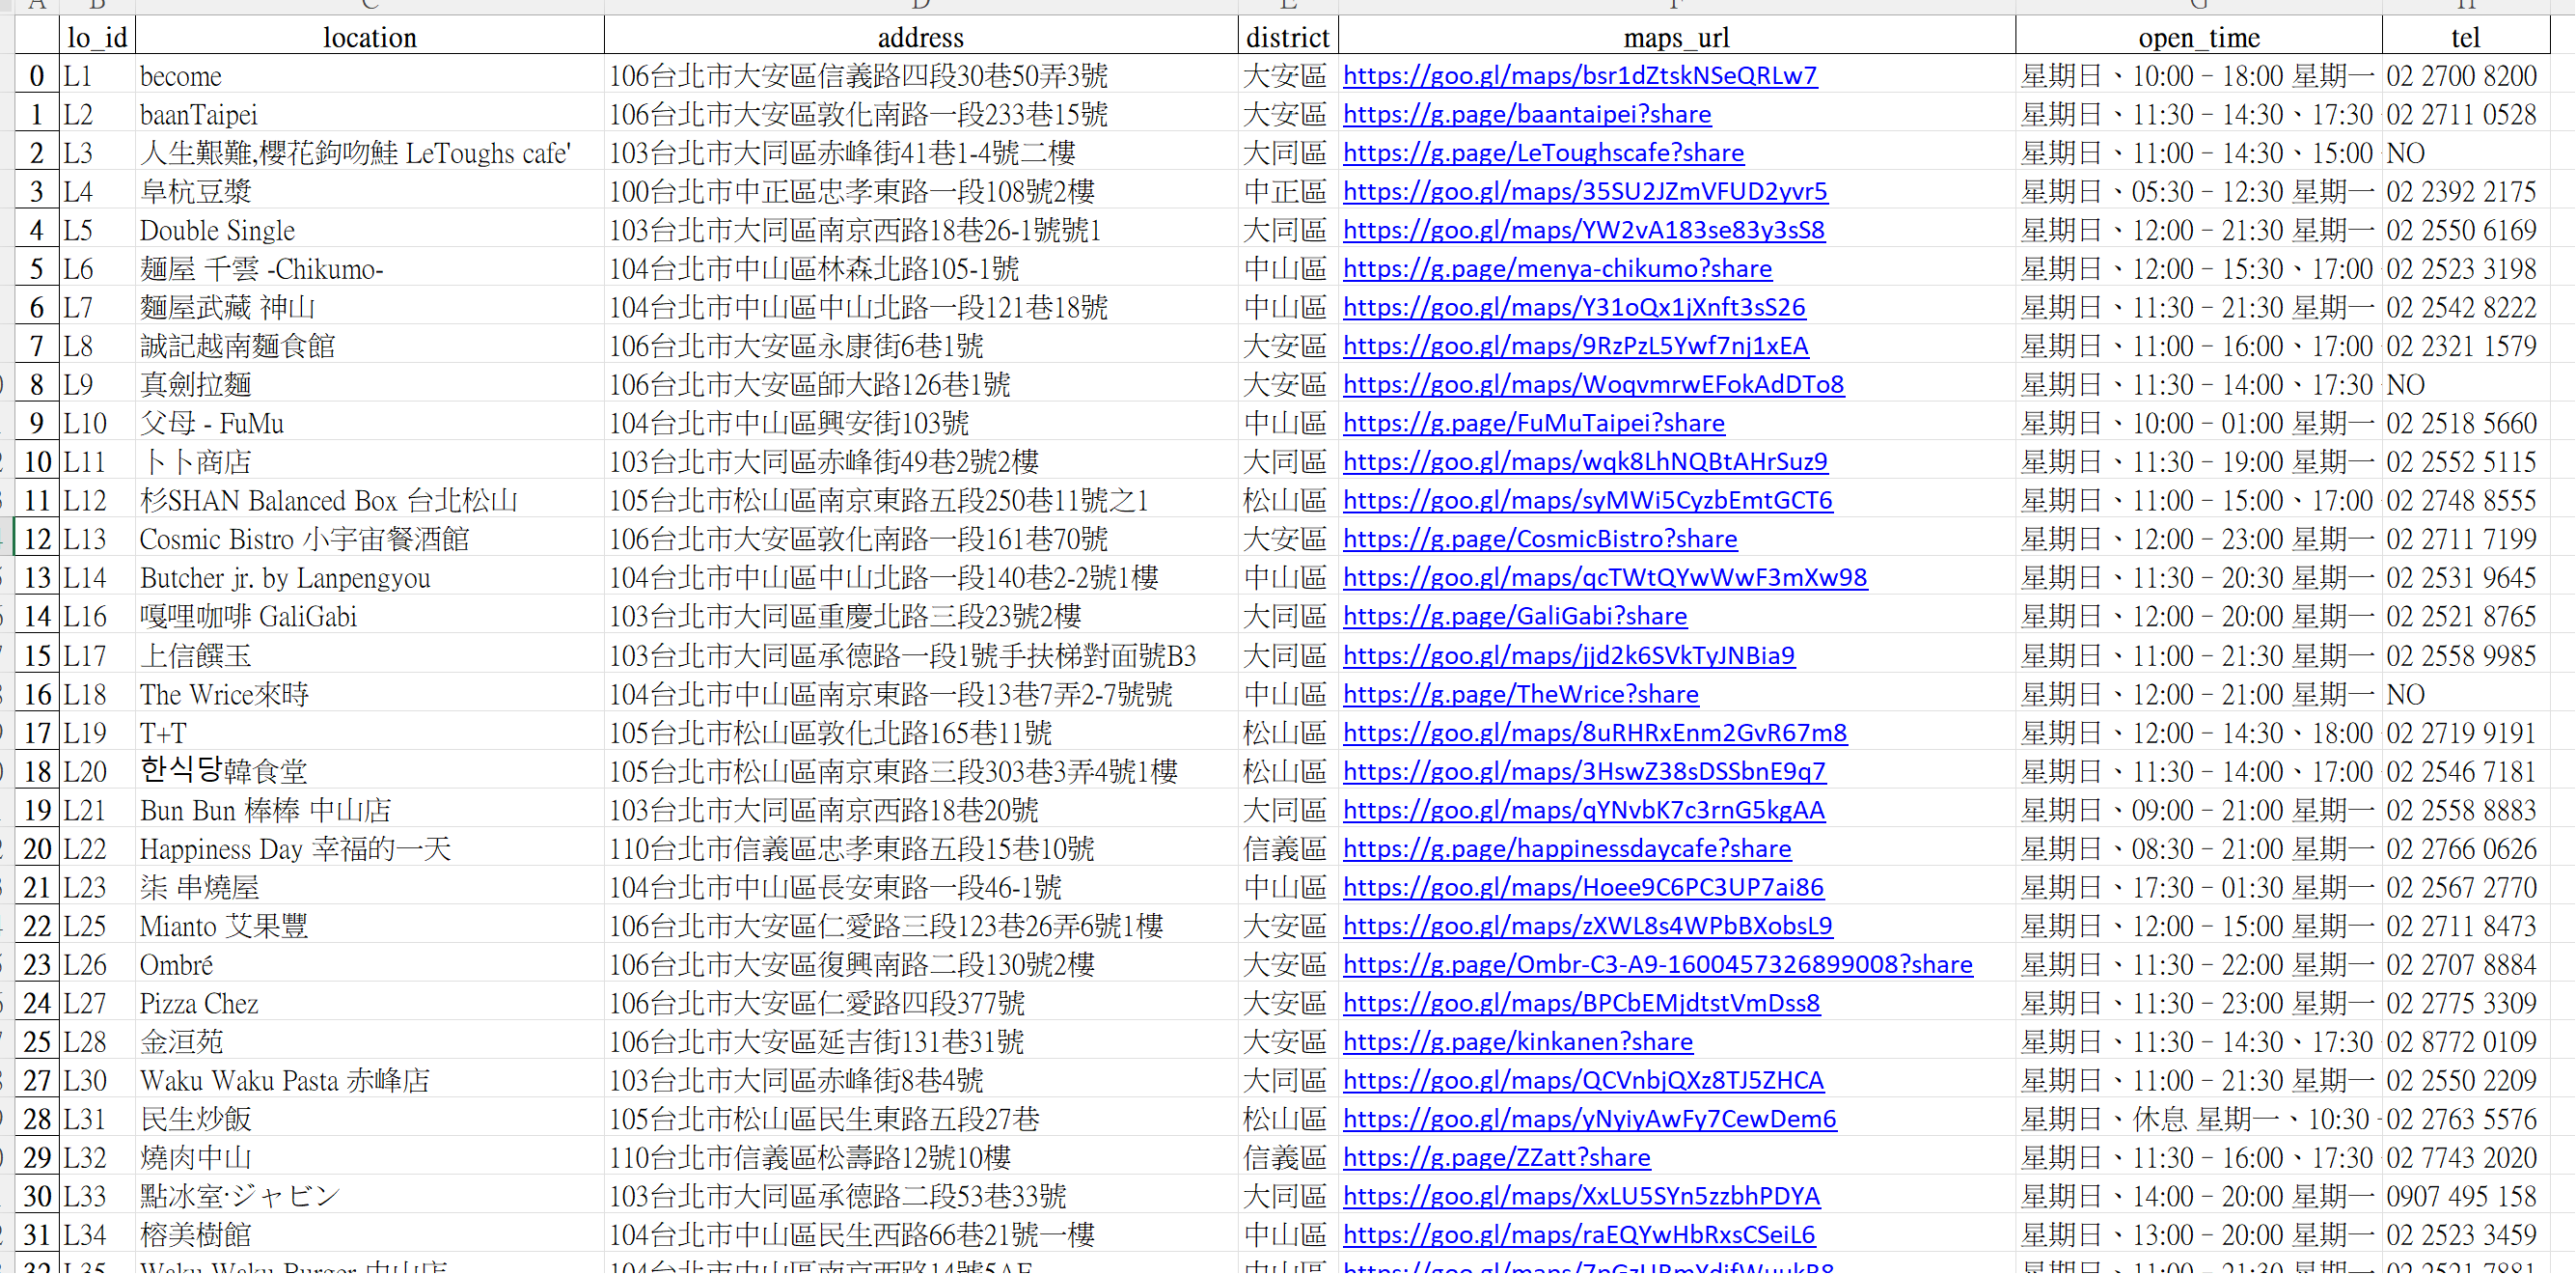 lo_id location address district maps_url open_time tel
0 L1 become 106台北市大安區信義路四段30巷50弄3號 大安區 https://goo.gl/maps/bsr1dZtskNSeQRLw7 星期日、10:00 – 18:00 星期一 02 2700 8200
1 L2 baanTaipei 106台北市大安區敦化南路一段233巷15號 大安區 https://g.page/baantaipei?share 星期日、11:30 – 14:30、17:30 02 2711 0528
2 L3 人生艱難,櫻花鉤吻鮭 LeToughs cafe' 103台北市大同區赤峰街41巷1-4號二樓 大同區 https://g.page/LeToughscafe?share 星期日、11:00 – 14:30、15:00 NO
3 L4 阜杭豆漿 100台北市中正區忠孝東路一段108號2樓 中正區 https://goo.gl/maps/35SU2JZmVFUD2yvr5 星期日、05:30 – 12:30 星期一 02 2392 2175
4 L5 Double Single 103台北市大同區南京西路18巷26-1號號1 大同區 https://goo.gl/maps/YW2vA183se83y3sS8 星期日、12:00 – 21:30 星期一 02 2550 6169
5 L6 麵屋 千雲 -Chikumo- 104台北市中山區林森北路105-1號 中山區 https://g.page/menya-chikumo?share 星期日、12:00 – 15:30、17:00 02 2523 3198
6 L7 麵屋武藏 神山 104台北市中山區中山北路一段121巷18號 中山區 https://goo.gl/maps/Y31oQx1jXnft3sS26 星期日、11:30 – 21:30 星期一 02 2542 8222
7 L8 誠記越南麵食館 106台北市大安區永康街6巷1號 大安區 https://goo.gl/maps/9RzPzL5Ywf7nj1xEA 星期日、11:00 – 16:00、17:00 02 2321 1579
8 L9 真劍拉麵 106台北市大安區師大路126巷1號 大安區 https://goo.gl/maps/WoqvmrwEFokAdDTo8 星期日、11:30 – 14:00、17:30 NO
9 L10 父母 - FuMu 104台北市中山區興安街103號 中山區 https://g.page/FuMuTaipei?share 星期日、10:00 – 01:00 星期一 02 2518 5660
10 L11 卜卜商店 103台北市大同區赤峰街49巷2號2樓 大同區 https://goo.gl/maps/wqk8LhNQBtAHrSuz9 星期日、11:30 – 19:00 星期一 02 2552 5115
11 L12 杉SHAN Balanced Box 台北松山 105台北市松山區南京東路五段250巷11號之1 松山區 https://goo.gl/maps/syMWi5CyzbEmtGCT6 星期日、11:00 – 15:00、17:00 02 2748 8555
12 L13 Cosmic Bistro 小宇宙餐酒館 106台北市大安區敦化南路一段161巷70號 大安區 https://g.page/CosmicBistro?share 星期日、12:00 – 23:00 星期一 02 2711 7199
13 L14 Butcher jr. by Lanpengyou 104台北市中山區中山北路一段140巷2-2號1樓 中山區 https://goo.gl/maps/qcTWtQYwWwF3mXw98 星期日、11:30 – 20:30 星期一 02 2531 9645
14 L16 嘎哩咖啡 GaliGabi 103台北市大同區重慶北路三段23號2樓 大同區 https://g.page/GaliGabi?share 星期日、12:00 – 20:00 星期一 02 2521 8765
15 L17 上信饌玉 103台北市大同區承德路一段1號手扶梯對面號B3 大同區 https://goo.gl/maps/jjd2k6SVkTyJNBia9 星期日、11:00 – 21:30 星期一 02 2558 9985
16 L18 The Wrice來時 104台北市中山區南京東路一段13巷7弄2-7號號 中山區 https://g.page/TheWrice?share 星期日、12:00 – 21:00 星期一 NO
17 L19 T+T 105台北市松山區敦化北路165巷11號 松山區 https://goo.gl/maps/8uRHRxEnm2GvR67m8 星期日、12:00 – 14:30、18:00 02 2719 9191
18 L20 한식당韓食堂 105台北市松山區南京東路三段303巷3弄4號1樓 松山區 https://goo.gl/maps/3HswZ38sDSSbnE9q7 星期日、11:30 – 14:00、17:00 02 2546 7181
19 L21 Bun Bun 棒棒 中山店 103台北市大同區南京西路18巷20號 大同區 https://goo.gl/maps/qYNvbK7c3rnG5kgAA 星期日、09:00 – 21:00 星期一 02 2558 8883
20 L22 Happiness Day 幸福的一天 110台北市信義區忠孝東路五段15巷10號 信義區 https://g.page/happinessdaycafe?share 星期日、08:30 – 21:00 星期一 02 2766 0626
21 L23 柒 串燒屋 104台北市中山區長安東路一段46-1號 中山區 https://goo.gl/maps/Hoee9C6PC3UP7ai86 星期日、17:30 – 01:30 星期一 02 2567 2770
22 L25 Mianto 艾果豐 106台北市大安區仁愛路三段123巷26弄6號1樓 大安區 https://goo.gl/maps/zXWL8s4WPbBXobsL9 星期日、12:00 – 15:00 星期一 02 2711 8473
23 L26 Ombré 106台北市大安區復興南路二段130號2樓 大安區 https://g.page/Ombr-C3-A9-1600457326899008?share 星期日、11:30 – 22:00 星期一 02 2707 8884
24 L27 Pizza Chez 106台北市大安區仁愛路四段377號 大安區 https://goo.gl/maps/BPCbEMjdtstVmDss8 星期日、11:30 – 23:00 星期一 02 2775 3309
25 L28 金洹苑 106台北市大安區延吉街131巷31號 大安區 https://g.page/kinkanen?share 星期日、11:30 – 14:30、17:30 02 8772 0109
27 L30 Waku Waku Pasta 赤峰店 103台北市大同區赤峰街8巷4號 大同區 https://goo.gl/maps/QCVnbjQXz8TJ5ZHCA 星期日、11:00 – 21:30 星期一 02 2550 2209
28 L31 民生炒飯 105台北市松山區民生東路五段27巷 松山區 https://goo.gl/maps/yNyiyAwFy7CewDem6 星期日、休息 星期一、10:30 - 02 2763 5576
29 L32 燒肉中山 110台北市信義區松壽路12號10樓 信義區 https://g.page/ZZatt?share 星期日、11:30 – 16:00、17:30 02 7743 2020
30 L33 點冰室·ジャビン 103台北市大同區承德路二段53巷33號 大同區 https://goo.gl/maps/XxLU5SYn5zzbhPDYA 星期日、14:00 – 20:00 星期一 0907 495 158
31 L34 榕美樹館 104台北市中山區民生西路66巷21號一樓 中山區 https://goo.gl/maps/raEQYwHbRxsCSeiL6 星期日、13:00 – 20:00 星期一 02 2523 3459